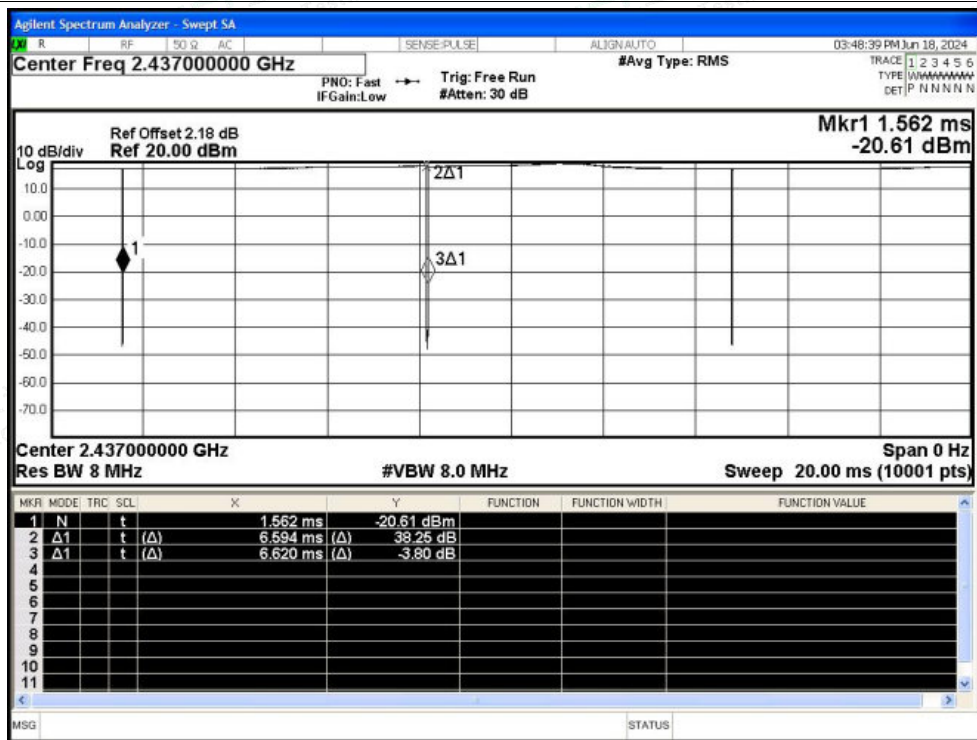 Agilent Spectrum Analyzer - Swept SA
LXI R RF 50 Ω AC SENSE:PULSE ALIGNAUTO 03:48:39 PM Jun 18, 2024
Center Freq 2.437000000 GHz #Avg Type: RMS TRACE 1 2 3 4 5 6
PNO: Fast Trig: Free Run TYPE WWWWWW
IFGain:Low #Atten: 30 dB DET P N N N N N
Mkr1 1.562 ms
Ref Offset 2.18 dB
10 dB/div Ref 20.00 dBm -20.61 dBm
Log
2Δ1
10.0
0.00
-10.0
1
3Δ1
-20.0
-30.0
-40.0
-50.0
-60.0
-70.0
Center 2.437000000 GHz Span 0 Hz
Res BW 8 MHz #VBW 8.0 MHz Sweep 20.00 ms (10001 pts)
MKR MODE TRC SCL X Y FUNCTION FUNCTION WIDTH FUNCTION VALUE
1 N t 1.562 ms -20.61 dBm
2 Δ1 t (Δ) 6.594 ms (Δ) 38.25 dB
3 Δ1 t (Δ) 6.620 ms (Δ) -3.80 dB
4
5
6
7
8
9
10
11
MSG STATUS